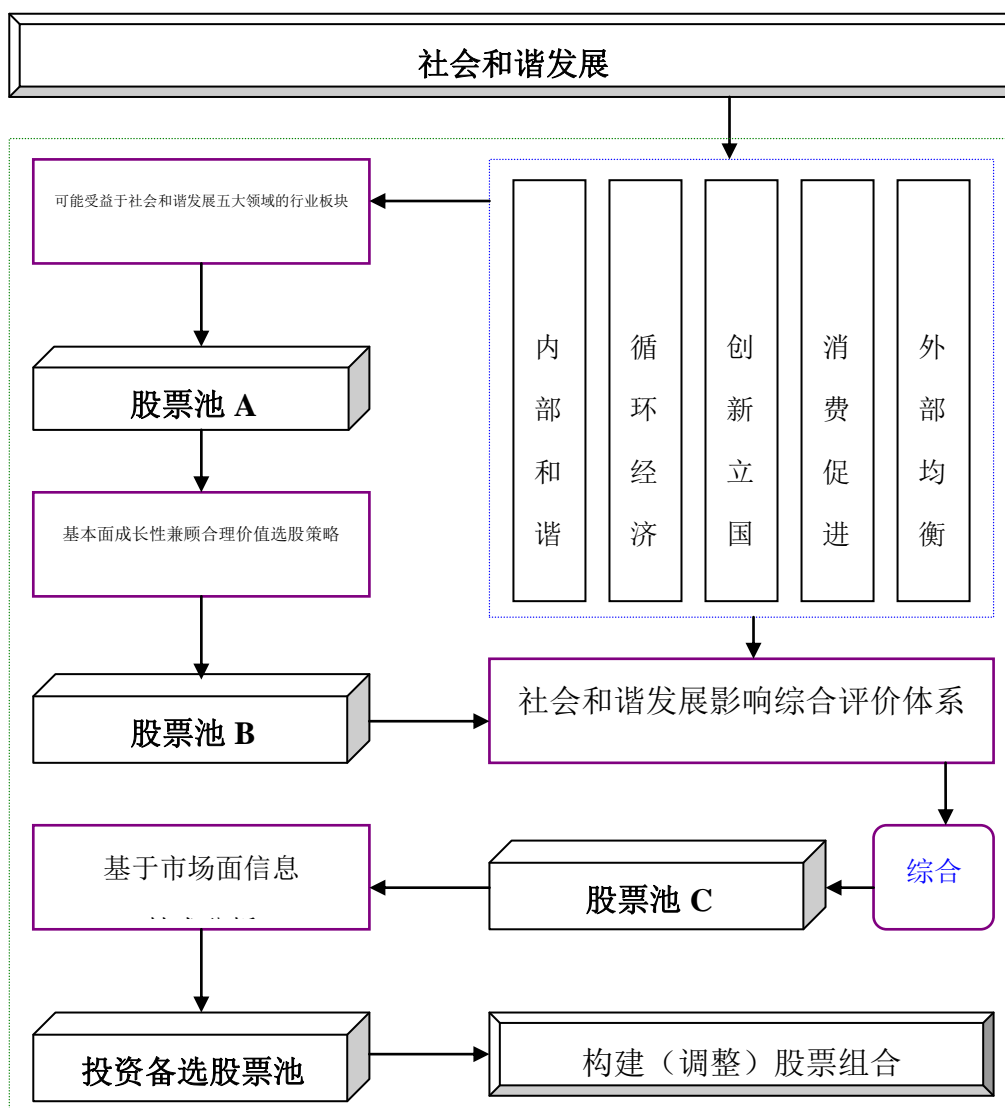 社会和谐发展
可能受益于社会和谐发展五大领域的行业板块
内部和谐
循环经济
创新立国
消费促进
外部均衡
股票池 A
基本面成长性兼顾合理价值选股策略
股票池 B
社会和谐发展影响综合评价体系
综合
股票池 C
基于市场面信息
投资备选股票池
构建（调整）股票组合